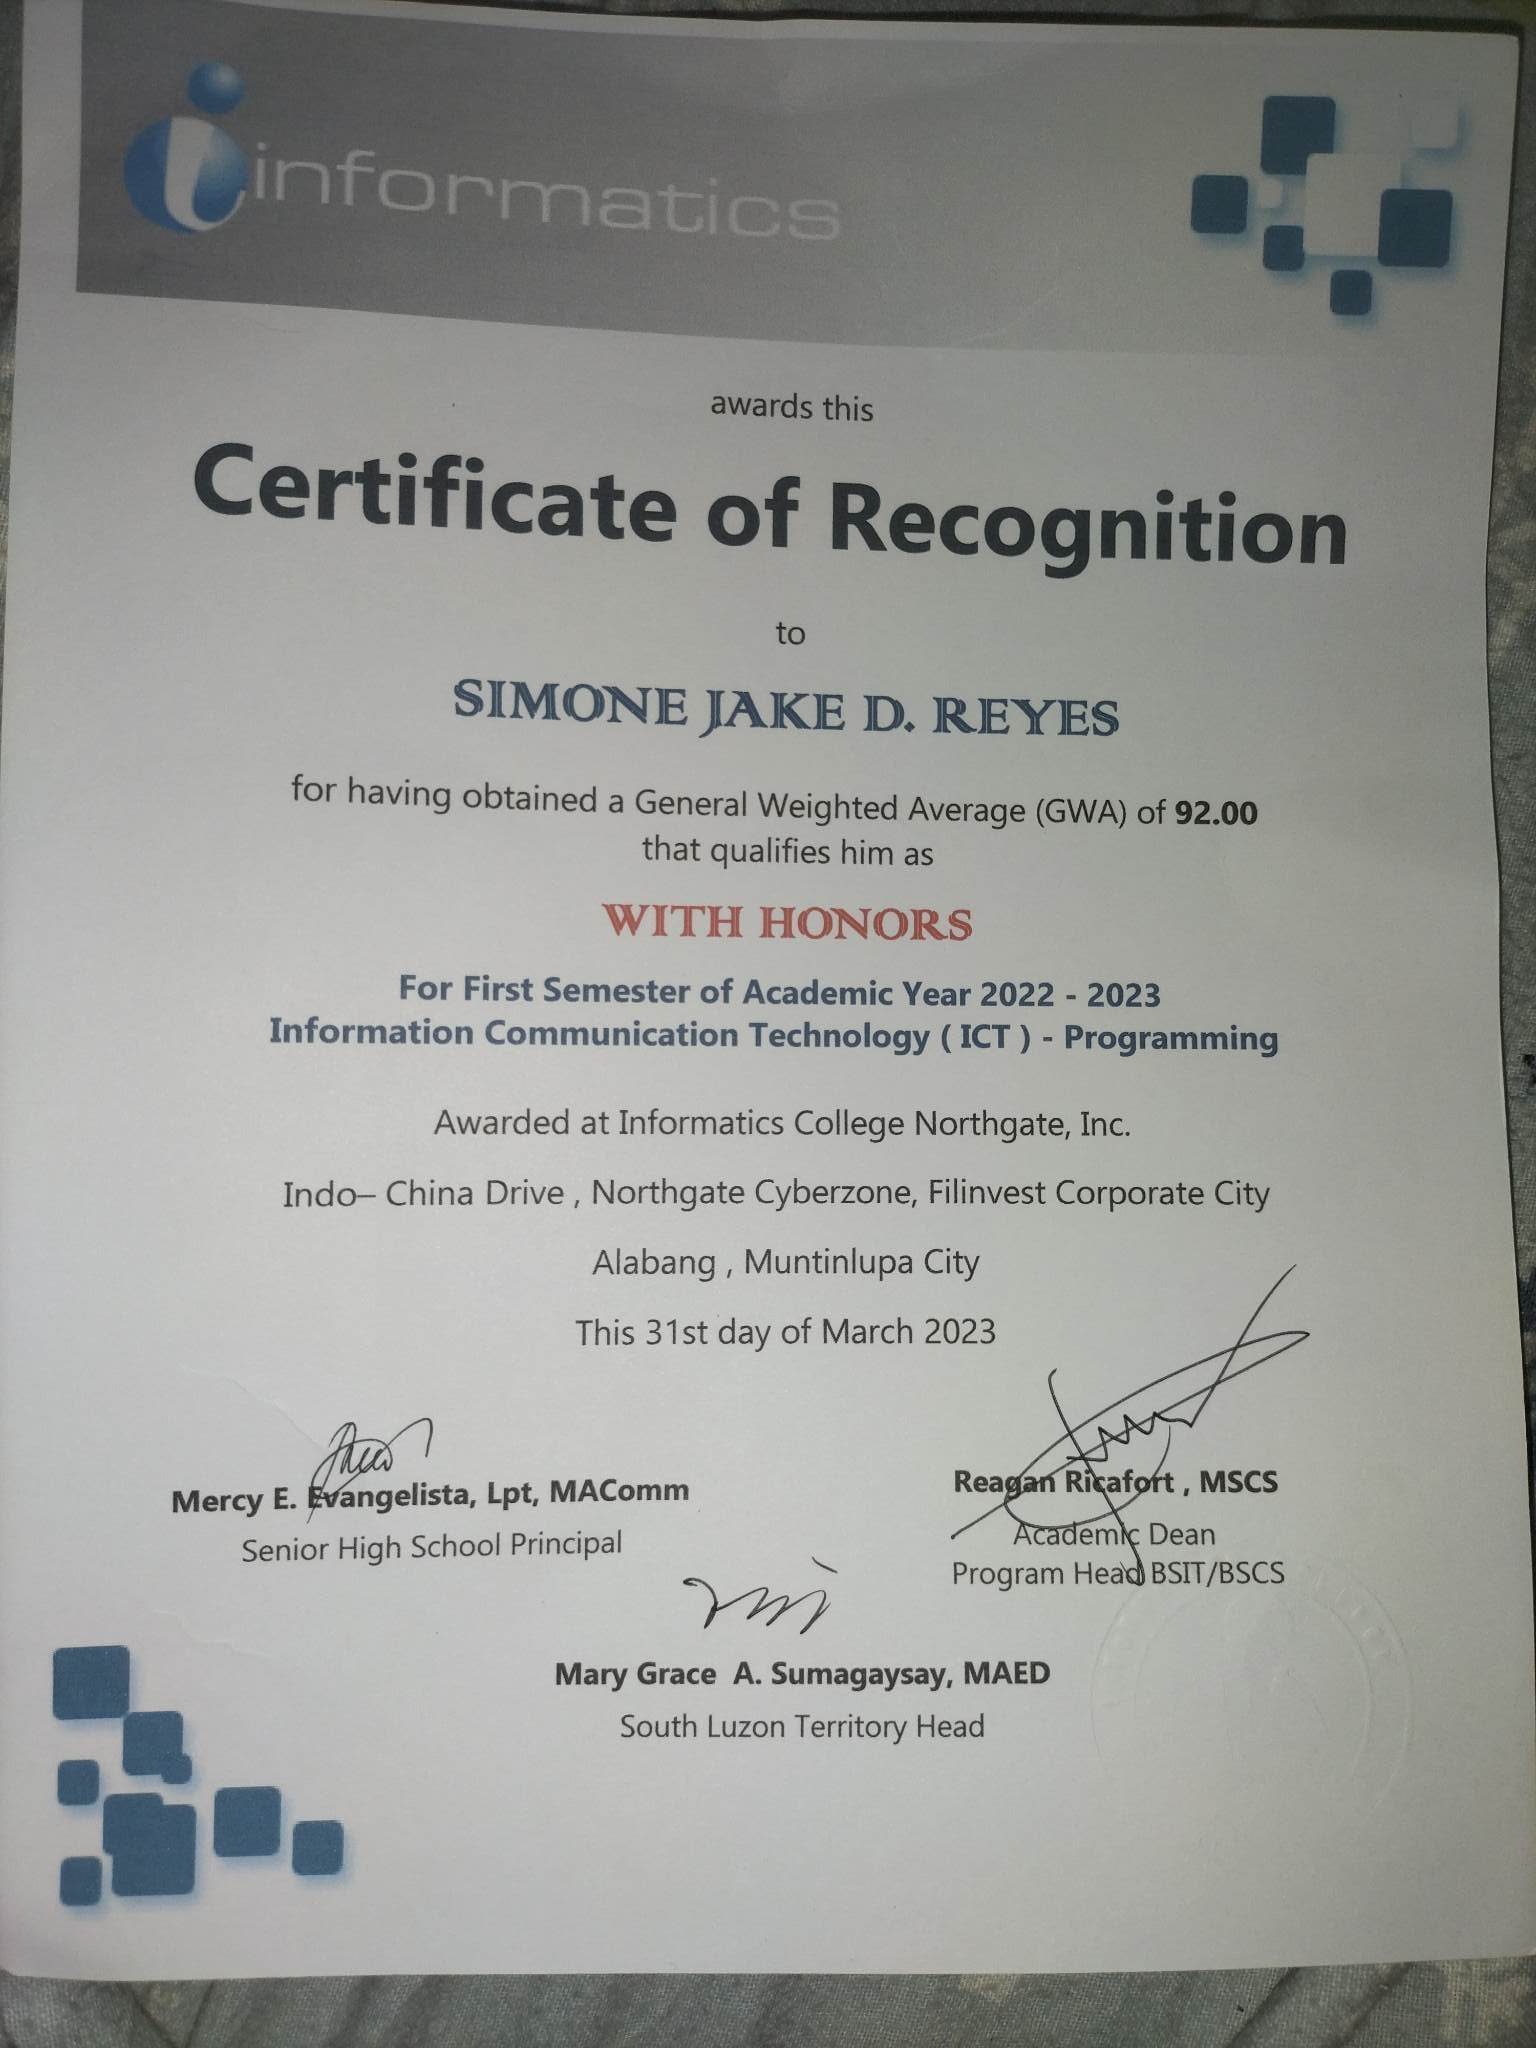 informatics
awards this
Certificate of Recognition
to
SIMONE JAKE D. REYES
for having obtained a General Weighted Average (GWA) of 92.00
that qualifies him as
WITH HONORS
For First Semester of Academic Year 2022 - 2023
Information Communication Technology ( ICT ) - Programming
Awarded at Informatics College Northgate, Inc.
Indo– China Drive , Northgate Cyberzone, Filinvest Corporate City
Alabang , Muntinlupa City
This 31st day of March 2023
Mercy E. Evangelista, Lpt, MAComm
Senior High School Principal
Reagan Ricafort , MSCS
Academic Dean
Program Head BSIT/BSCS
Mary Grace A. Sumagaysay, MAED
South Luzon Territory Head